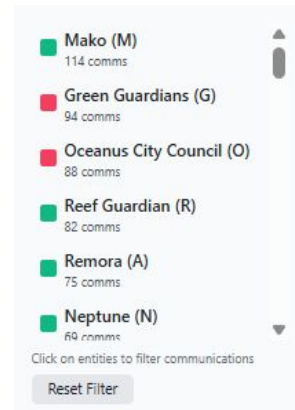 Mako (M)
114 comms
Green Guardians (G)
94 comms
Oceanus City Council (O)
88 comms
Reef Guardian (R)
82 comms
Remora (A)
75 comms
Neptune (N)
69 comms
Click on entities to filter communications
Reset Filter